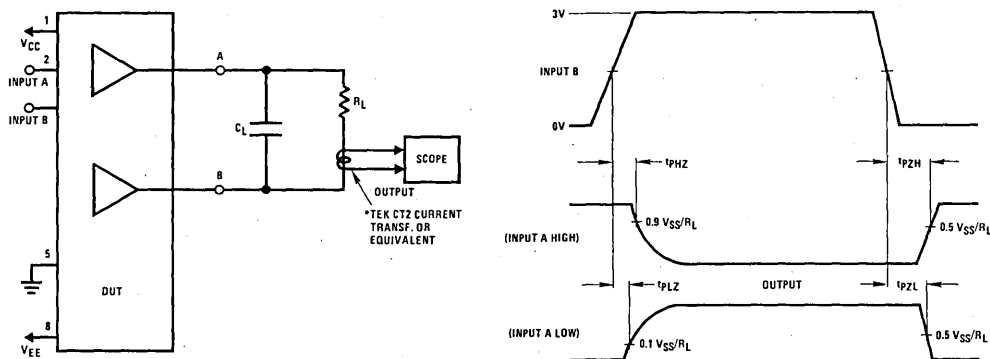 1
VCC
2
INPUT A
INPUT B
5
DUT
8
VEE
A
CL
RL
SCOPE
B
OUTPUT
*TEK CT2 CURRENT
TRANSF. OR
EQUIVALENT
3V
INPUT B
0V
tPHZ
tPZH
0.9 VSS/RL
0.5 VSS/RL
(INPUT A HIGH)
tPLZ
OUTPUT
tPZL
(INPUT A LOW)
0.1 VSS/RL
0.5 VSS/RL